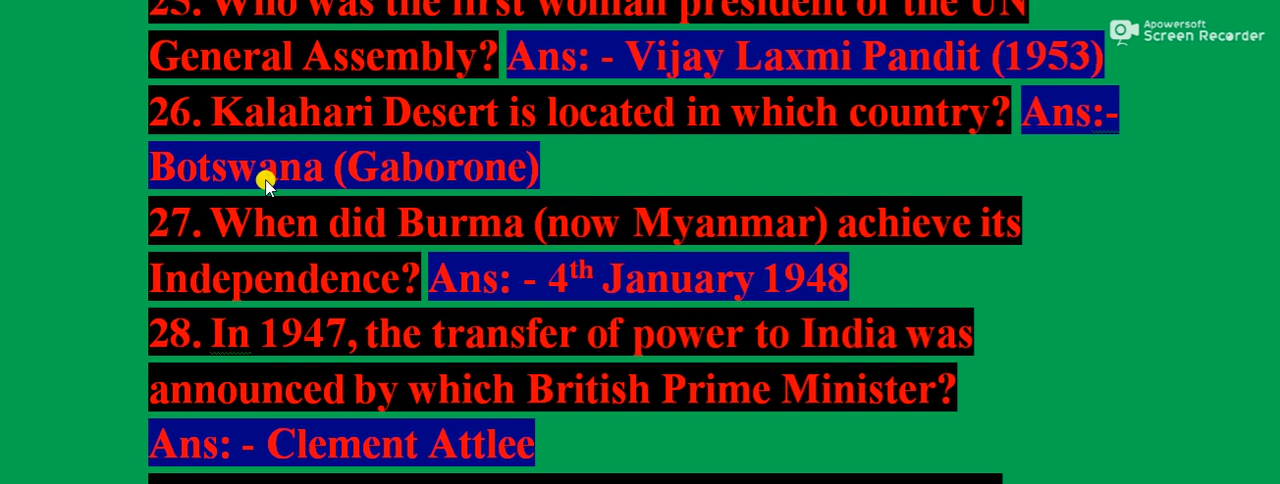 25. Who was the first woman president of the UN
Apowersoft
Screen Recorder
General Assembly? Ans: - Vijay Laxmi Pandit (1953)
26. Kalahari Desert is located in which country? Ans:-
Botswana (Gaborone)
27. When did Burma (now Myanmar) achieve its
Independence? Ans: - 4th January 1948
28. In 1947, the transfer of power to India was
announced by which British Prime Minister?
Ans: - Clement Attlee